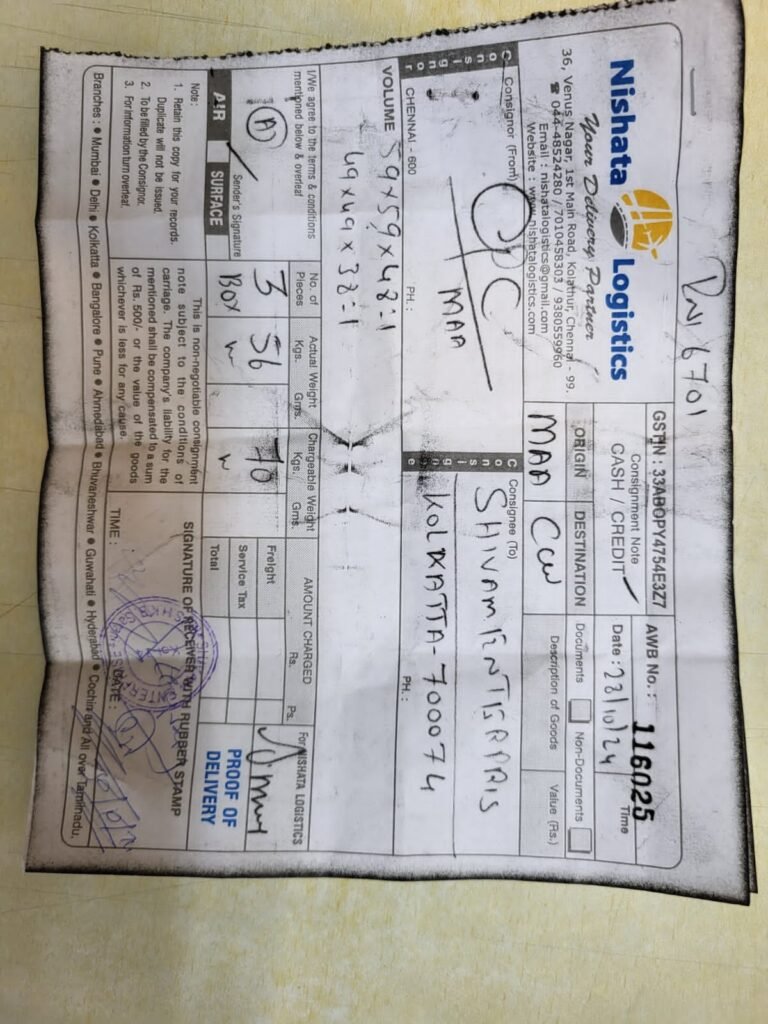 Nishata Logistics
Your Delivery Partner
36, Venus Nagar, 1st Main Road, Kolathur, Chennai - 99.
☎ 044-48524280 / 7010458303 / 9380559960
Email : nishatalogistics@gmail.com
Website : www.nishatalogistics.com
GSTIN : 33ABOPY4754E3Z7
Consignment Note
CASH / CREDIT ✓
AWB No. : 116025
Date : 23/10/24 Time
ORIGIN DESTINATION
MAA CCU
Documents Non-Documents
Description of Goods Value (Rs.)
Consignor
Consignor (From)
OPC
MAA
CHENNAI - 600 PH. :
Consignee
Consignee (To)
SHIVAM ENTERPRIS
KOLKATTA - 700074
PH. :
VOLUME 59x59x48=1
49x49x38=1
I/We agree to the terms & conditions
mentioned below & overleaf
Sender's Signature
AIR SURFACE
No. of Pieces
3
Box
Actual Weight
Kgs. Gms.
56
Chargeable Weight
Kgs. Gms.
70
AMOUNT CHARGED
Rs. Ps.
Freight
Service Tax
Total
For NISHATA LOGISTICS
PROOF OF DELIVERY
Note:
1. Retain this copy for your records. Duplicate will not be issued.
2. To be filled by the Consignor.
3. For information turn overleaf.
This is non-negotiable consignment
note subject to the conditions of
carriage. The company's liability for the
mentioned shall be compensated to a sum
of Rs. 500/- or the value of the goods
whichever is less for any cause.
SIGNATURE OF RECEIVER WITH RUBBER STAMP
TIME : DATE :
Branches : ● Mumbai ● Delhi ● Kolkatta ● Bengalore ● Pune ● Ahmedabad ● Bhuvaneshwar ● Guwahati ● Hyderabad ● Cochin and All over Tamilnadu.